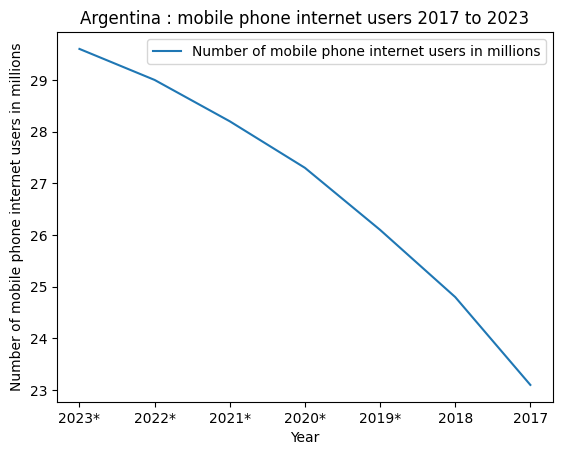 Argentina : mobile phone internet users 2017 to 2023
Number of mobile phone internet users in millions
Number of mobile phone internet users in millions
29
28
27
26
25
24
23
2023* 2022* 2021* 2020* 2019* 2018 2017
Year